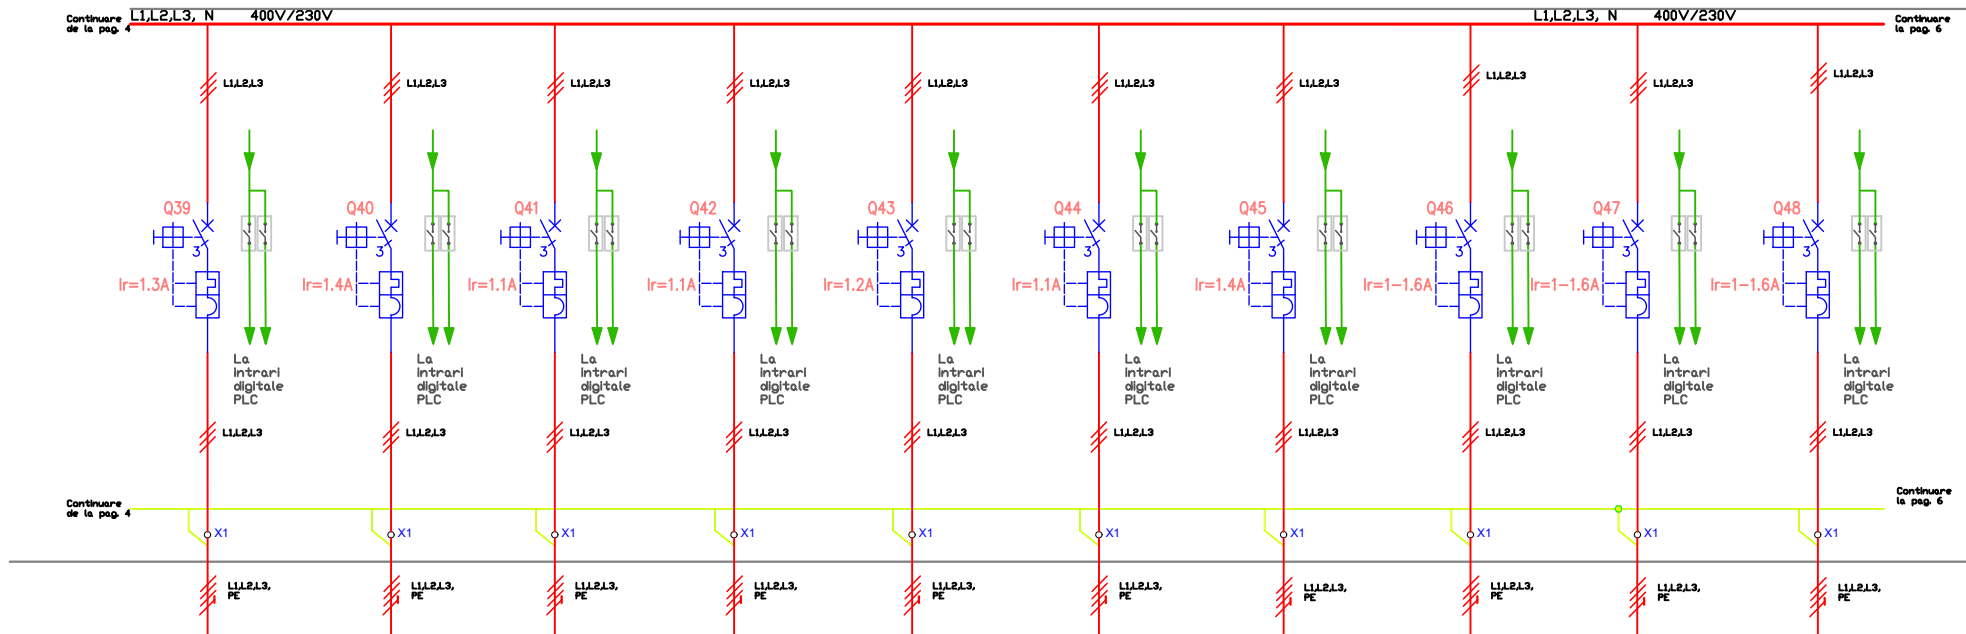 L1,L2,L3, N 400V/230V L1,L2,L3, N 400V/230V
Continuare
de la pag. 4
Continuare
la pag. 6
L1,L2,L3 L1,L2,L3 L1,L2,L3 L1,L2,L3 L1,L2,L3 L1,L2,L3 L1,L2,L3 L1,L2,L3 L1,L2,L3 L1,L2,L3
Q39 Q40 Q41 Q42 Q43 Q44 Q45 Q46 Q47 Q48
3 3 3 3 3 3 3 3 3 3
Ir=1.3A Ir=1.4A Ir=1.1A Ir=1.1A Ir=1.2A Ir=1.1A Ir=1.4A Ir=1-1.6A Ir=1-1.6A Ir=1-1.6A
La La La La La La La La La La
intrari intrari intrari intrari intrari intrari intrari intrari intrari intrari
digitale digitale digitale digitale digitale digitale digitale digitale digitale digitale
PLC PLC PLC PLC PLC PLC PLC PLC PLC PLC
L1,L2,L3 L1,L2,L3 L1,L2,L3 L1,L2,L3 L1,L2,L3 L1,L2,L3 L1,L2,L3 L1,L2,L3 L1,L2,L3 L1,L2,L3
Continuare
de la pag. 4
Continuare
la pag. 6
X1 X1 X1 X1 X1 X1 X1 X1 X1 X1
L1,L2,L3, L1,L2,L3, L1,L2,L3, L1,L2,L3, L1,L2,L3, L1,L2,L3, L1,L2,L3, L1,L2,L3, L1,L2,L3, L1,L2,L3,
PE PE PE PE PE PE PE PE PE PE